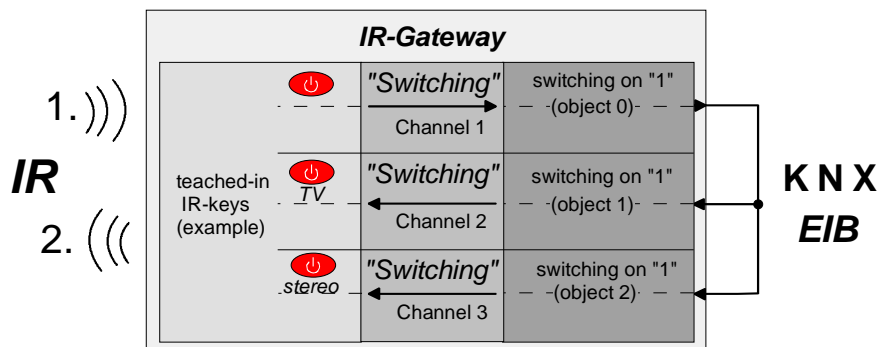 IR-Gateway
1.
IR
2.
teached-in
IR-keys
(example)
TV
stereo
"Switching"
Channel 1
"Switching"
Channel 2
"Switching"
Channel 3
switching on "1"
(object 0)
switching on "1"
(object 1)
switching on "1"
(object 2)
KNX
EIB